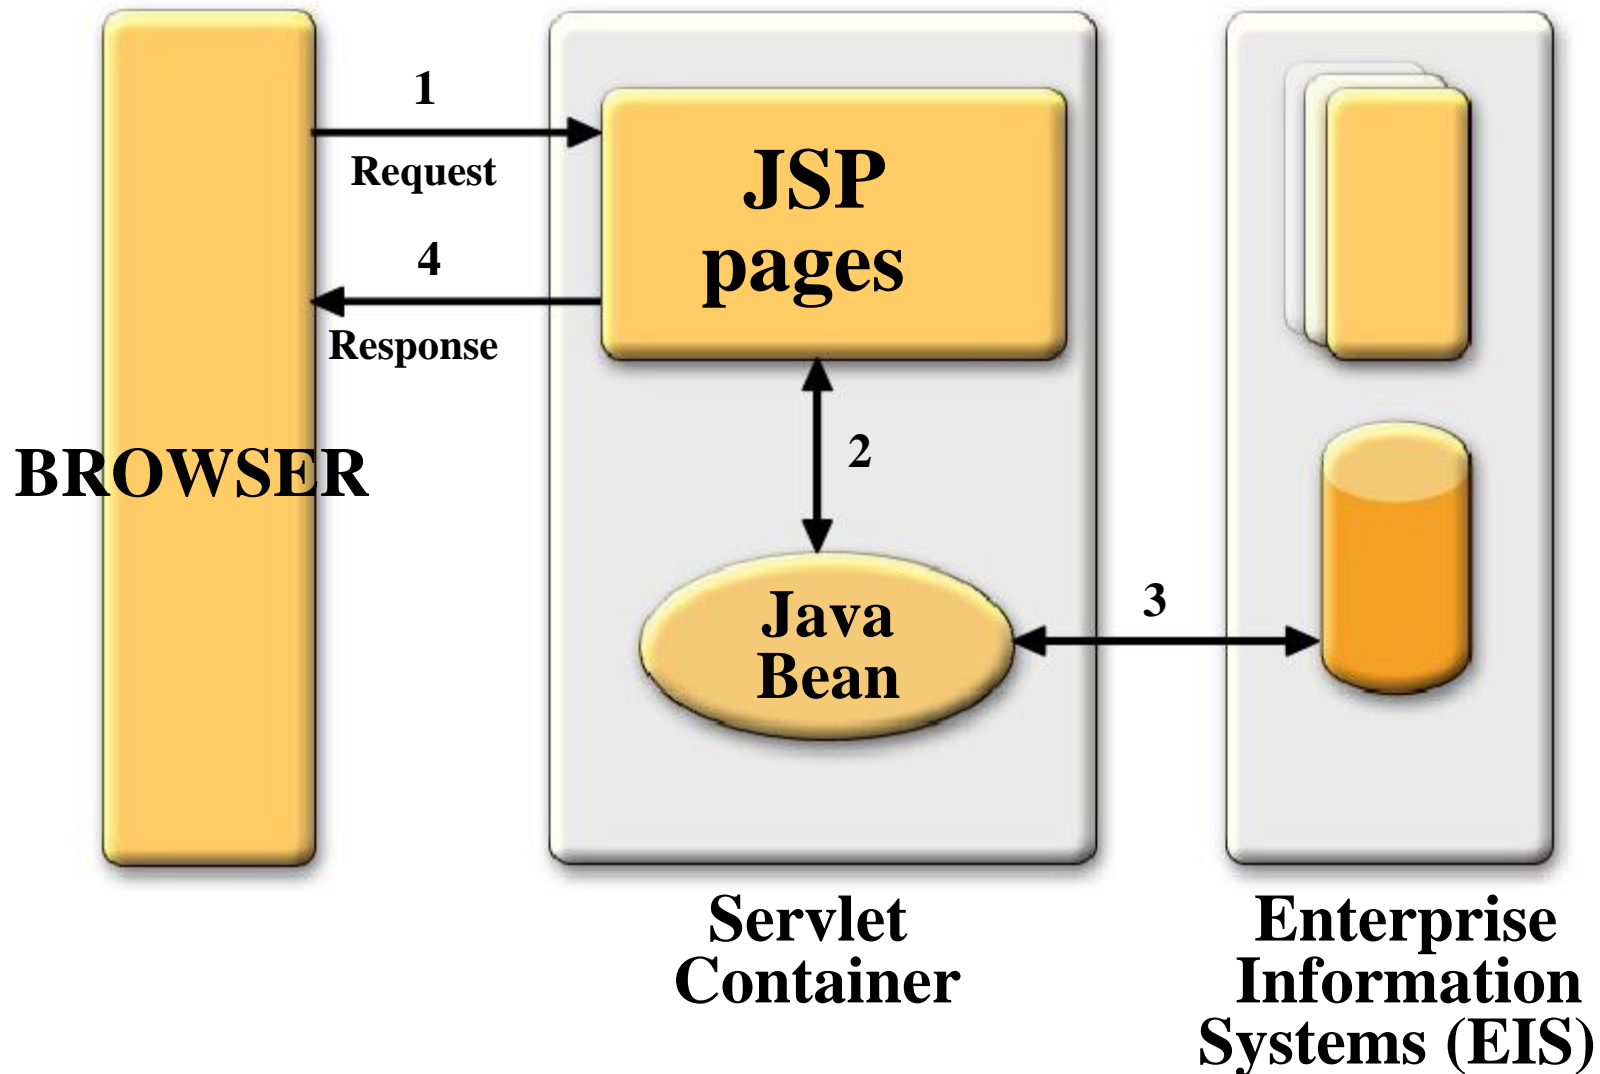 1
Request
4
Response
BROWSER
JSP
pages
2
Java
Bean
3
Servlet
Container
Enterprise
Information
Systems (EIS)